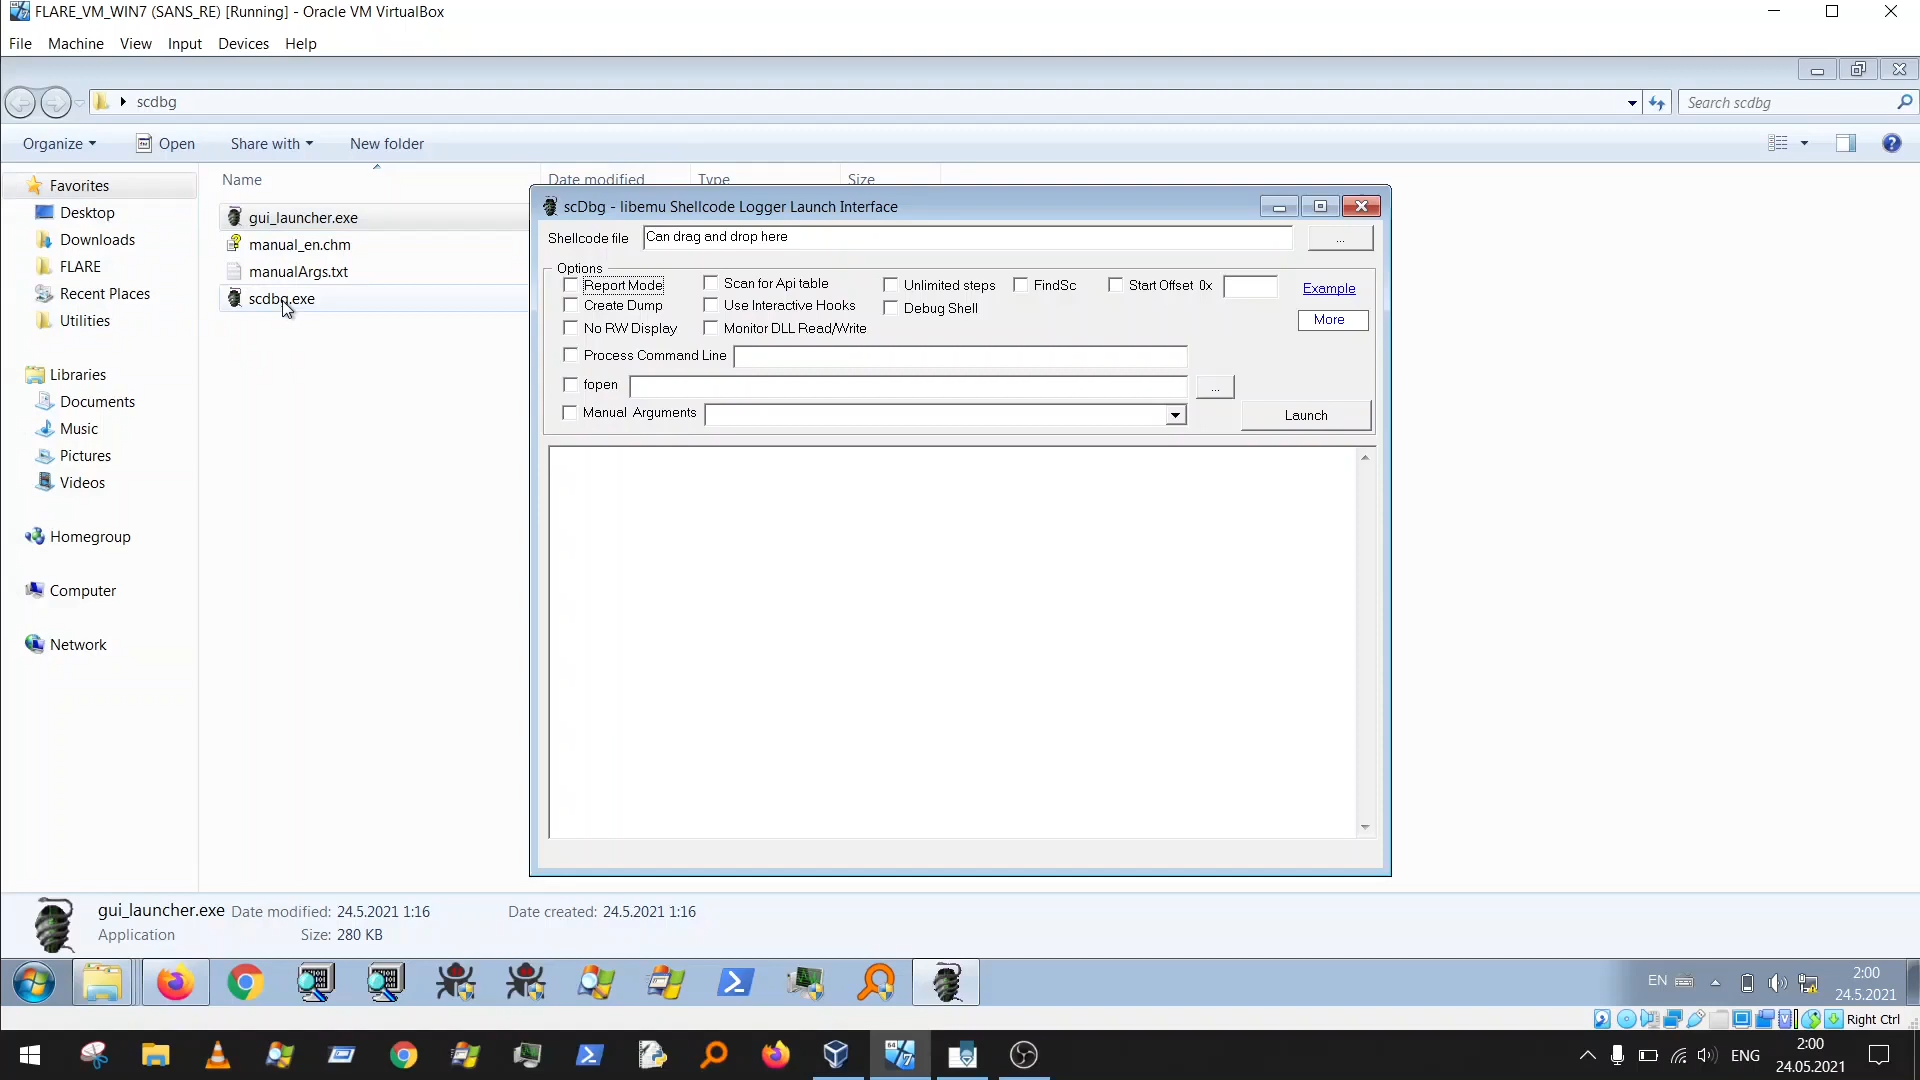 FLARE_VM_WIN7 (SANS_RE) [Running] - Oracle VM VirtualBox
File Machine View Input Devices Help
scdbg
Search scdbg
Organize Open Share with New folder
Name Date modified Type Size
Favorites
Desktop
Downloads
FLARE
Recent Places
Utilities
Libraries
Documents
Music
Pictures
Videos
Homegroup
Computer
Network
gui_launcher.exe
manual_en.chm
manualArgs.txt
scdbg.exe
scDbg - libemu Shellcode Logger Launch Interface
Shellcode file Can drag and drop here ...
Options
Report Mode Scan for Api table Unlimited steps FindSc Start Offset 0x Example
Create Dump Use Interactive Hooks Debug Shell More
No RW Display Monitor DLL Read/Write
Process Command Line
fopen ...
Manual Arguments Launch
gui_launcher.exe Date modified: 24.5.2021 1:16 Date created: 24.5.2021 1:16
Application Size: 280 KB
EN 2:00
24.5.2021
Right Ctrl
ENG 2:00
24.05.2021